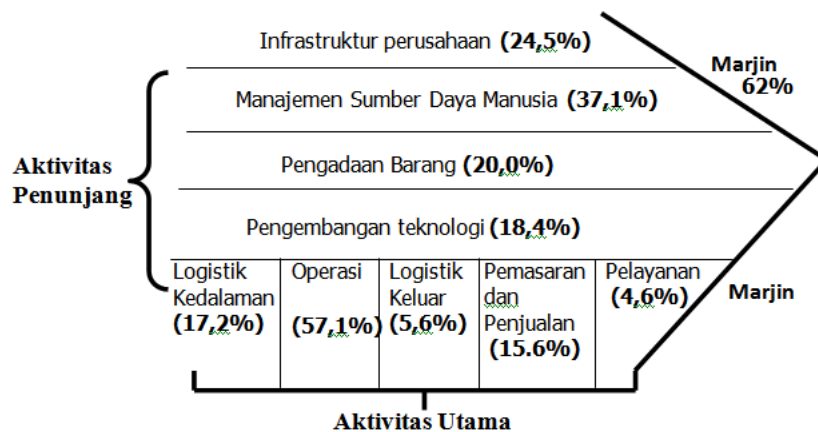 Infrastruktur perusahaan (24,5%)
Marjin
62%
Manajemen Sumber Daya Manusia (37,1%)
Aktivitas
Penunjang
Pengadaan Barang (20,0%)
Pengembangan teknologi (18,4%)
Logistik
Kedalaman
(17,2%)
Operasi
(57,1%)
Logistik
Keluar
(5,6%)
Pemasaran
dan
Penjualan
(15.6%)
Pelayanan
(4,6%)
Marjin
Aktivitas Utama